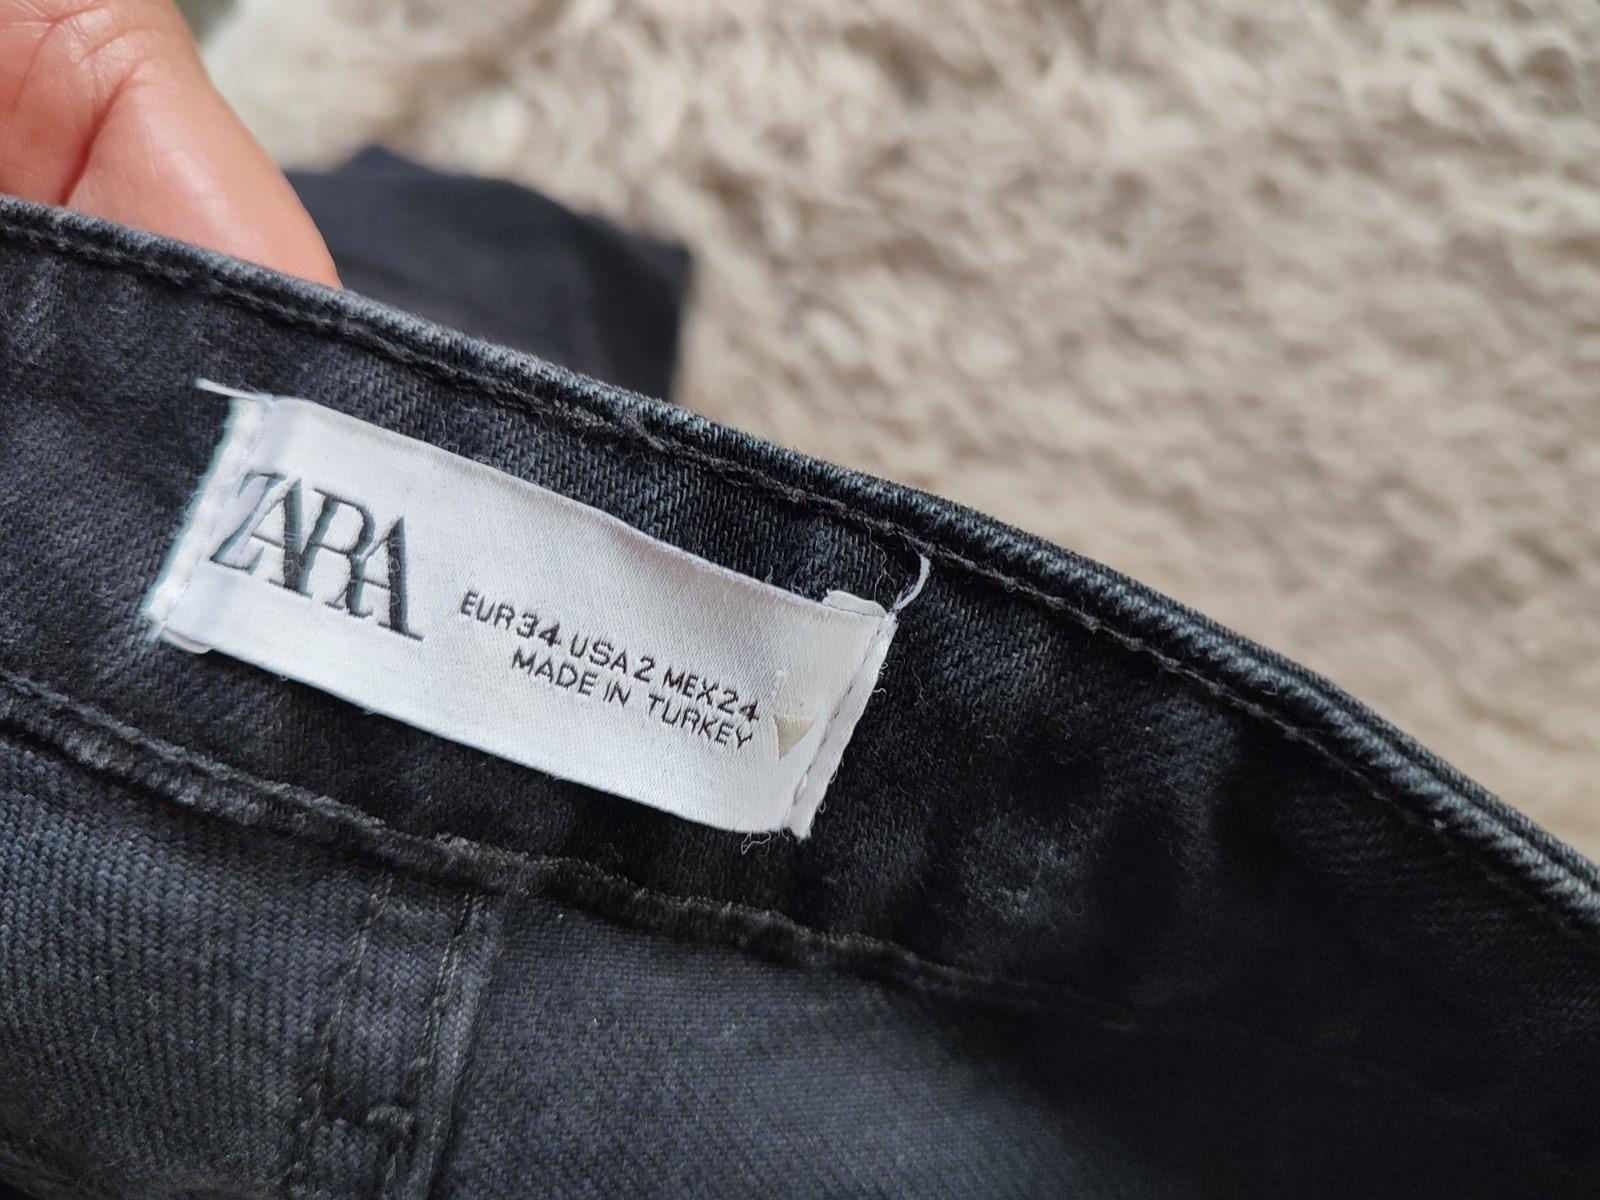 ZARA
EUR 34 USA 2 MEX 24
MADE IN TURKEY